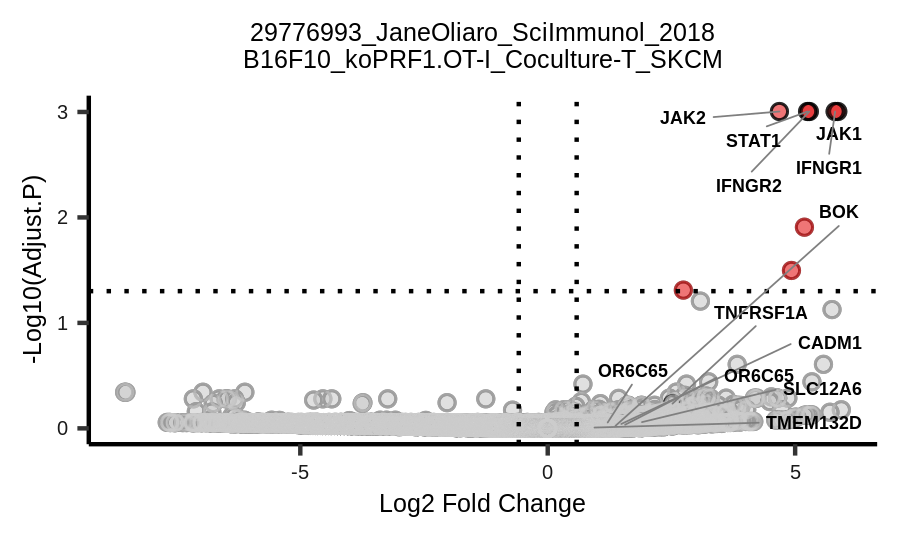 29776993_JaneOliaro_SciImmunol_2018
B16F10_koPRF1.OT-I_Coculture-T_SKCM
-Log10(Adjust.P)
3
2
1
0
JAK2
STAT1
JAK1
IFNGR1
IFNGR2
BOK
TNFRSF1A
CADM1
OR6C65
OR6C65
SLC12A6
TMEM132D
-5
0
5
Log2 Fold Change